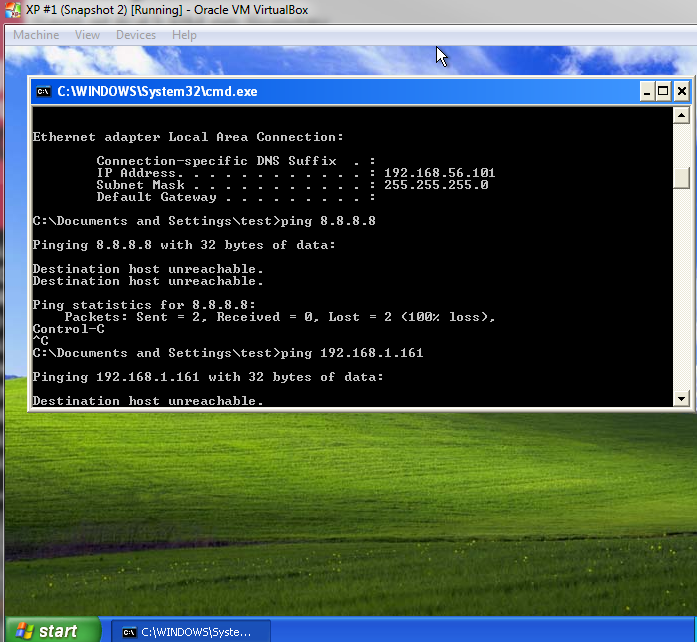 XP #1 (Snapshot 2) [Running] - Oracle VM VirtualBox
Machine View Devices Help
C:\WINDOWS\System32\cmd.exe
Ethernet adapter Local Area Connection:
Connection-specific DNS Suffix . :
IP Address. . . . . . . . . . . . : 192.168.56.101
Subnet Mask . . . . . . . . . . . : 255.255.255.0
Default Gateway . . . . . . . . . :
C:\Documents and Settings\test>ping 8.8.8.8
Pinging 8.8.8.8 with 32 bytes of data:
Destination host unreachable.
Destination host unreachable.
Ping statistics for 8.8.8.8:
Packets: Sent = 2, Received = 0, Lost = 2 (100% loss),
Control-C
^C
C:\Documents and Settings\test>ping 192.168.1.161
Pinging 192.168.1.161 with 32 bytes of data:
Destination host unreachable.
start
C:\WINDOWS\Syste...